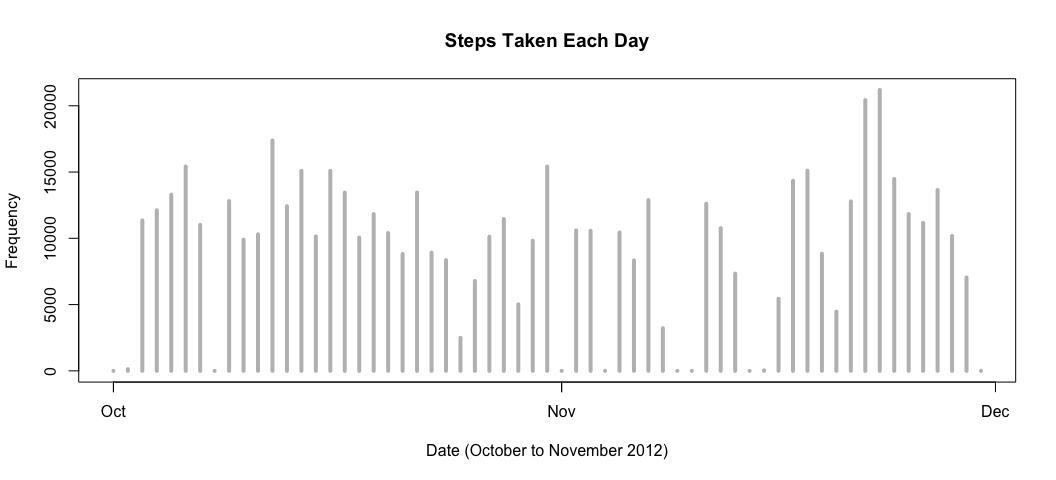 Steps Taken Each Day
Frequency
20000
15000
10000
5000
0
Oct
Nov
Dec
Date (October to November 2012)